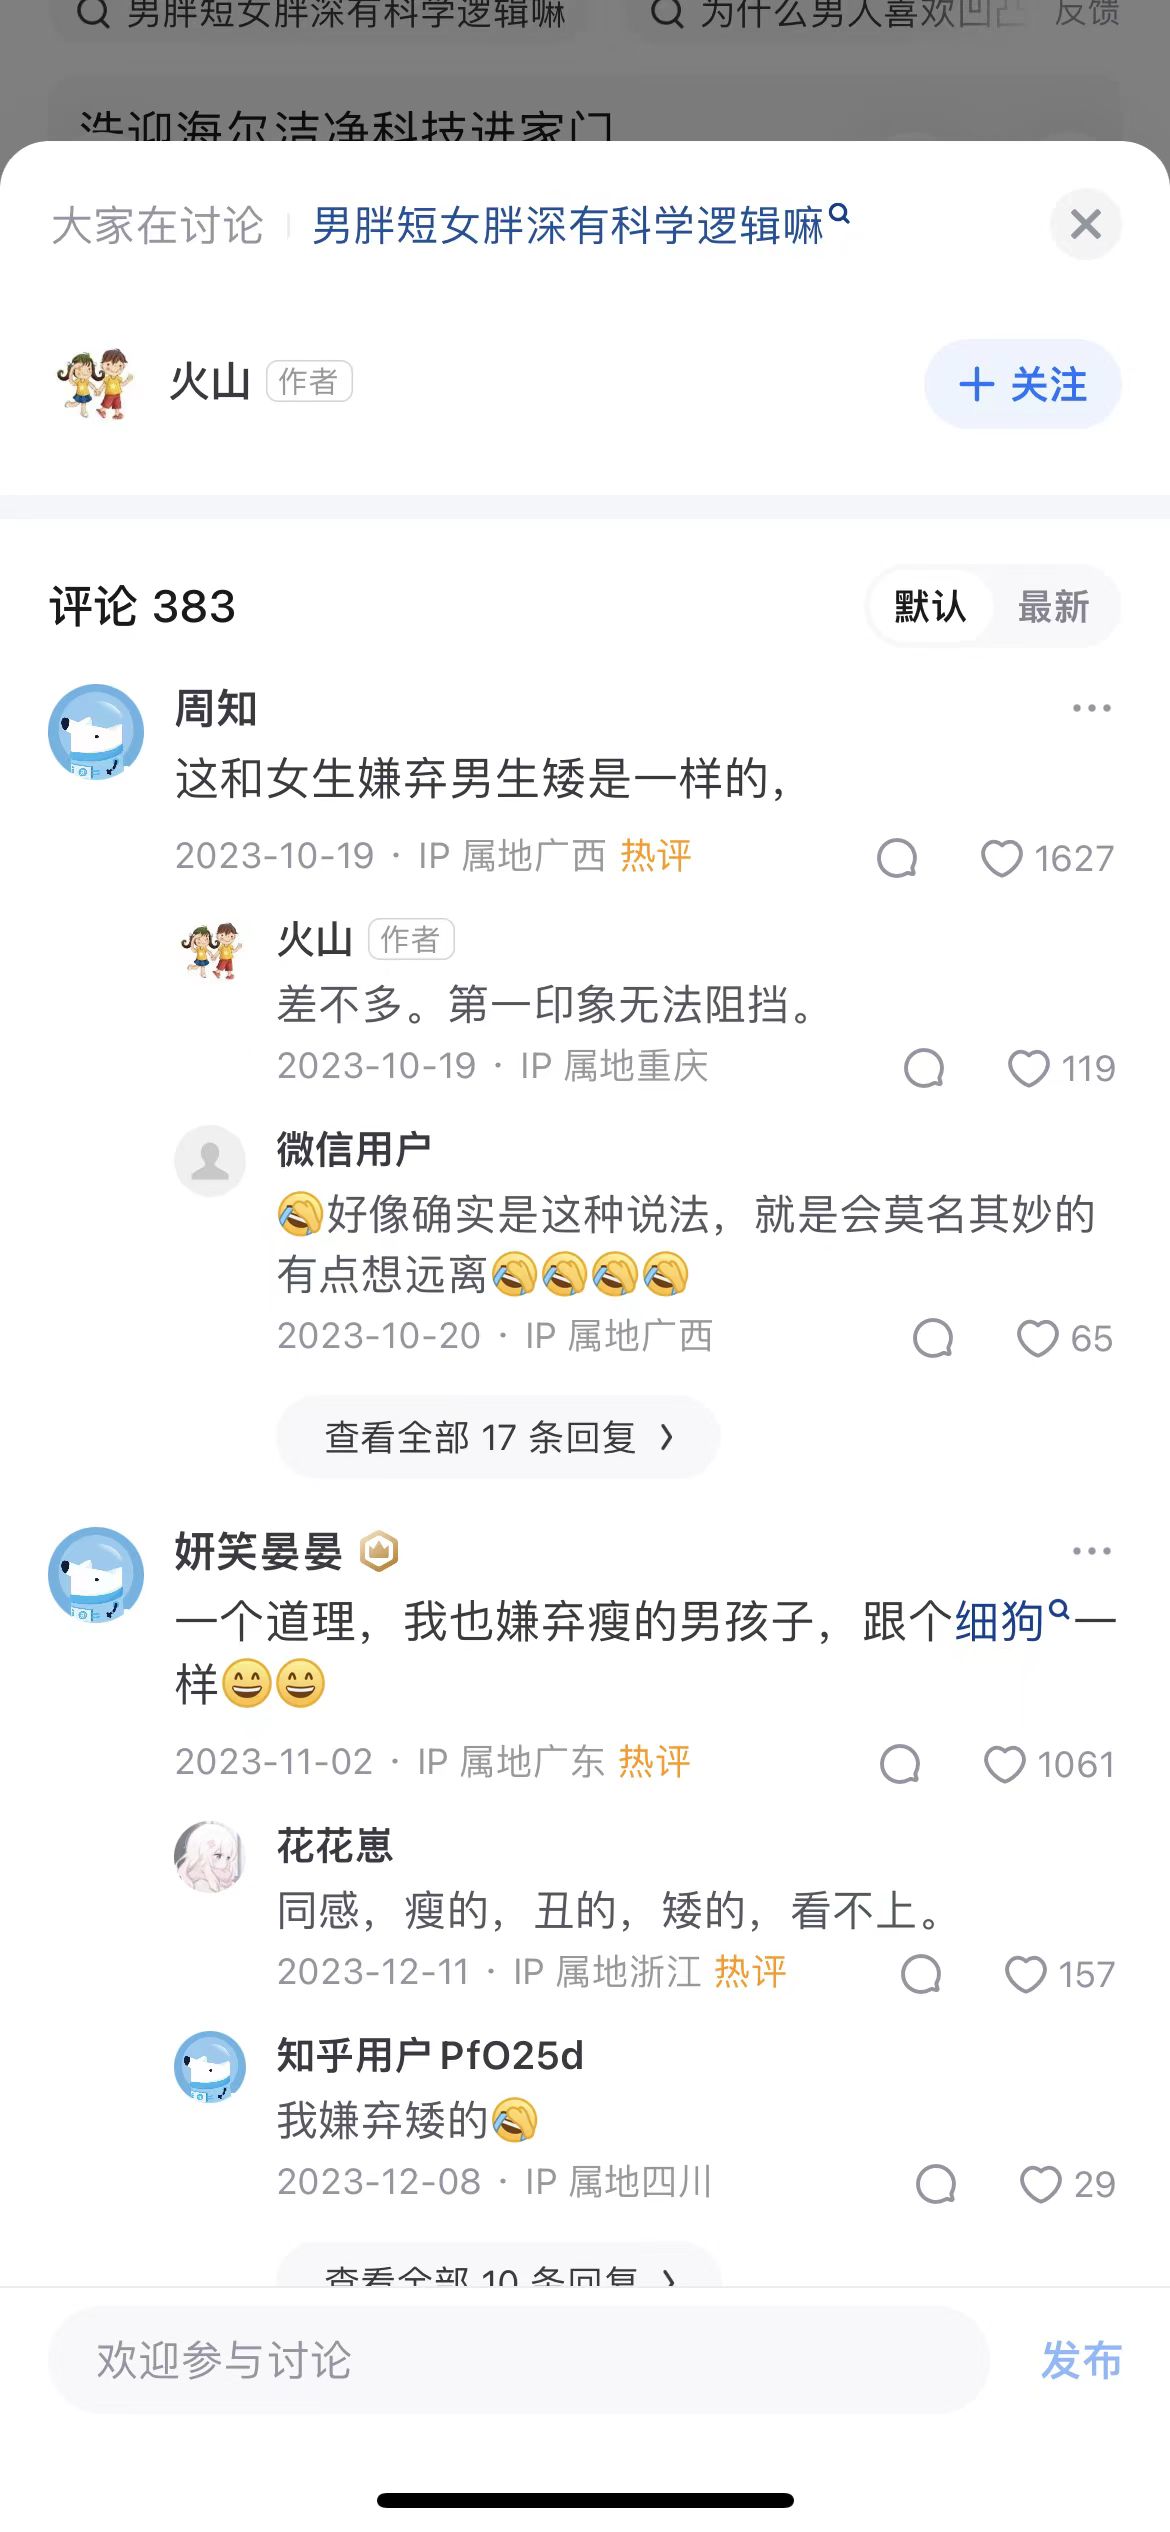 男胖短女胖深有科学逻辑嘛
为什么男人喜欢凹凸
反馈
浩迎海尔洁净科技进家门
大家在讨论
男胖短女胖深有科学逻辑嘛
火山 作者
+ 关注
评论 383
默认 最新
周知
这和女生嫌弃男生矮是一样的，
2023-10-19 · IP 属地广西 热评
1627
火山 作者
差不多。第一印象无法阻挡。
2023-10-19 · IP 属地重庆
119
微信用户
🤣好像确实是这种说法，就是会莫名其妙的
有点想远离🤣🤣🤣🤣
2023-10-20 · IP 属地广西
65
查看全部 17 条回复 >
妍笑晏晏
一个道理，我也嫌弃瘦的男孩子，跟个细狗一
样😄😄
2023-11-02 · IP 属地广东 热评
1061
花花崽
同感，瘦的，丑的，矮的，看不上。
2023-12-11 · IP 属地浙江 热评
157
知乎用户PfO25d
我嫌弃矮的🤣
2023-12-08 · IP 属地四川
29
查看全部 10 条回复 >
欢迎参与讨论
发布